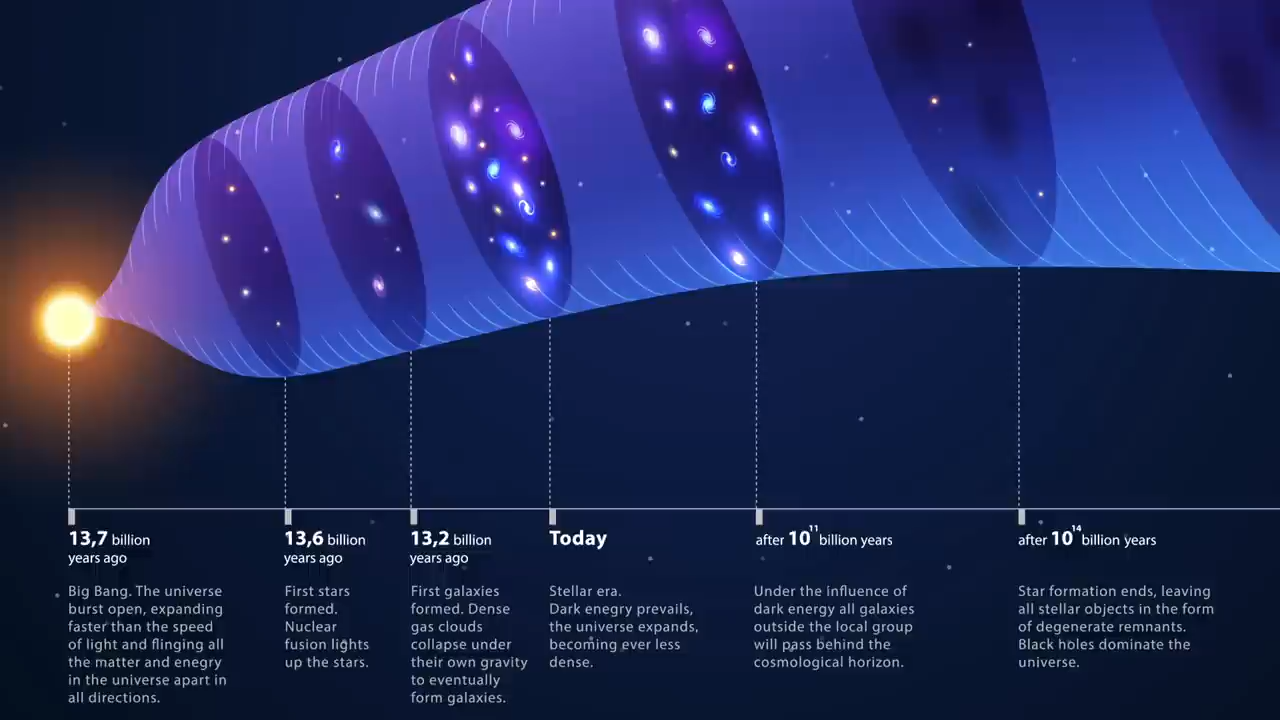 13,7 billion
years ago
Big Bang. The universe
burst open, expanding
faster than the speed
of light and flinging all
the matter and enegry
in the universe apart in
all directions.
13,6 billion
years ago
First stars
formed.
Nuclear
fusion lights
up the stars.
13,2 billion
years ago
First galaxies
formed. Dense
gas clouds
collapse under
their own gravity
to eventually
form galaxies.
Today
Stellar era.
Dark enegry prevails,
the universe expands,
becoming ever less
dense.
after 10¹¹ billion years
Under the influence of
dark energy all galaxies
outside the local group
will pass behind the
cosmological horizon.
after 10¹⁴ billion years
Star formation ends, leaving
all stellar objects in the form
of degenerate remnants.
Black holes dominate the
universe.